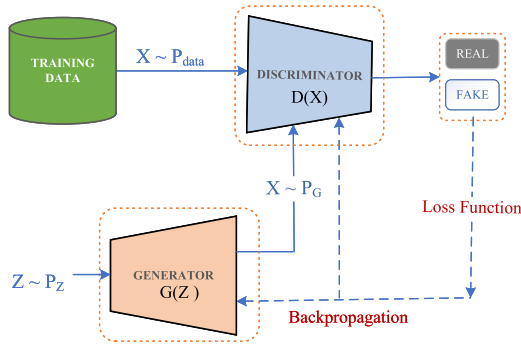 TRAINING
DATA
X ~ Pdata
DISCRIMINATOR
D(X)
REAL
FAKE
X ~ PG
Loss Function
Z ~ PZ
GENERATOR
G(Z )
Backpropagation